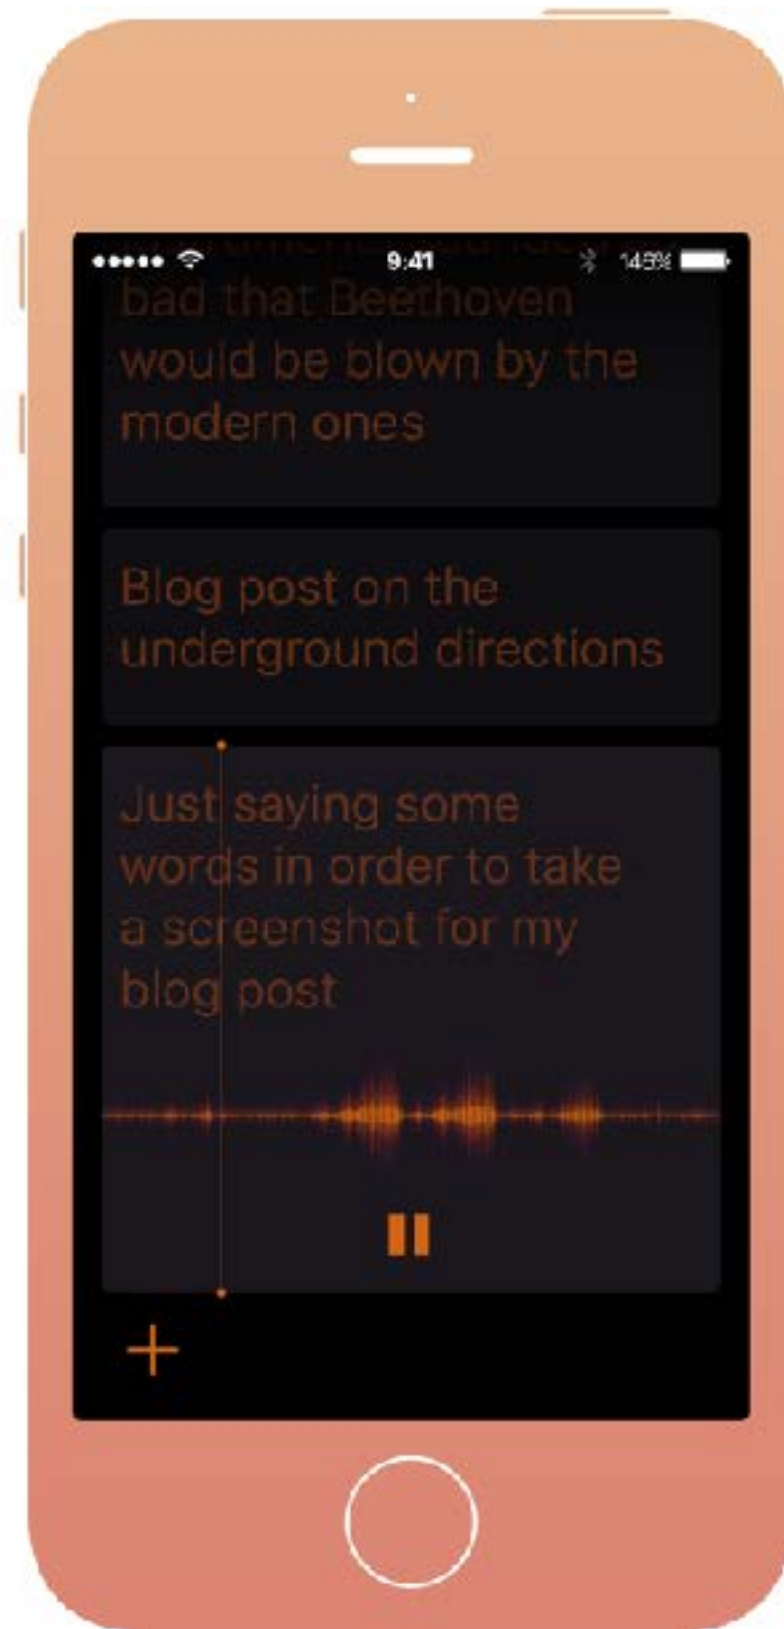 9:41 146%
bad that Beethoven
would be blown by the
modern ones
Blog post on the
underground directions
Just saying some
words in order to take
a screenshot for my
blog post